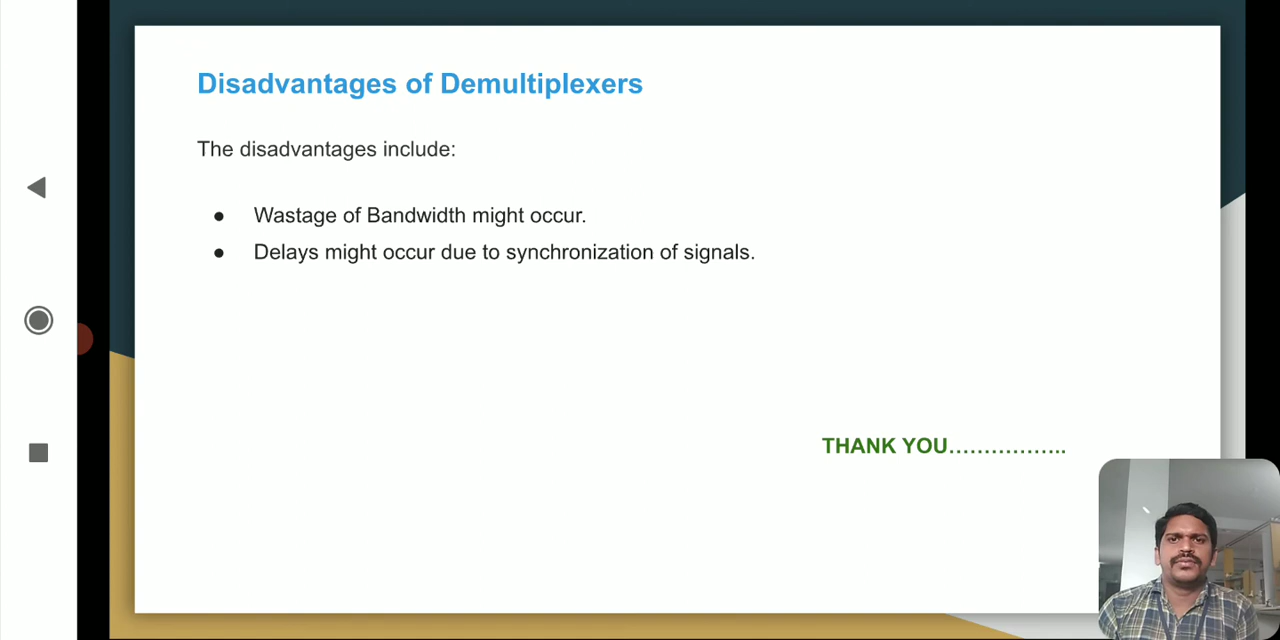 Disadvantages of Demultiplexers
The disadvantages include:
● Wastage of Bandwidth might occur.
● Delays might occur due to synchronization of signals.
THANK YOU……………..